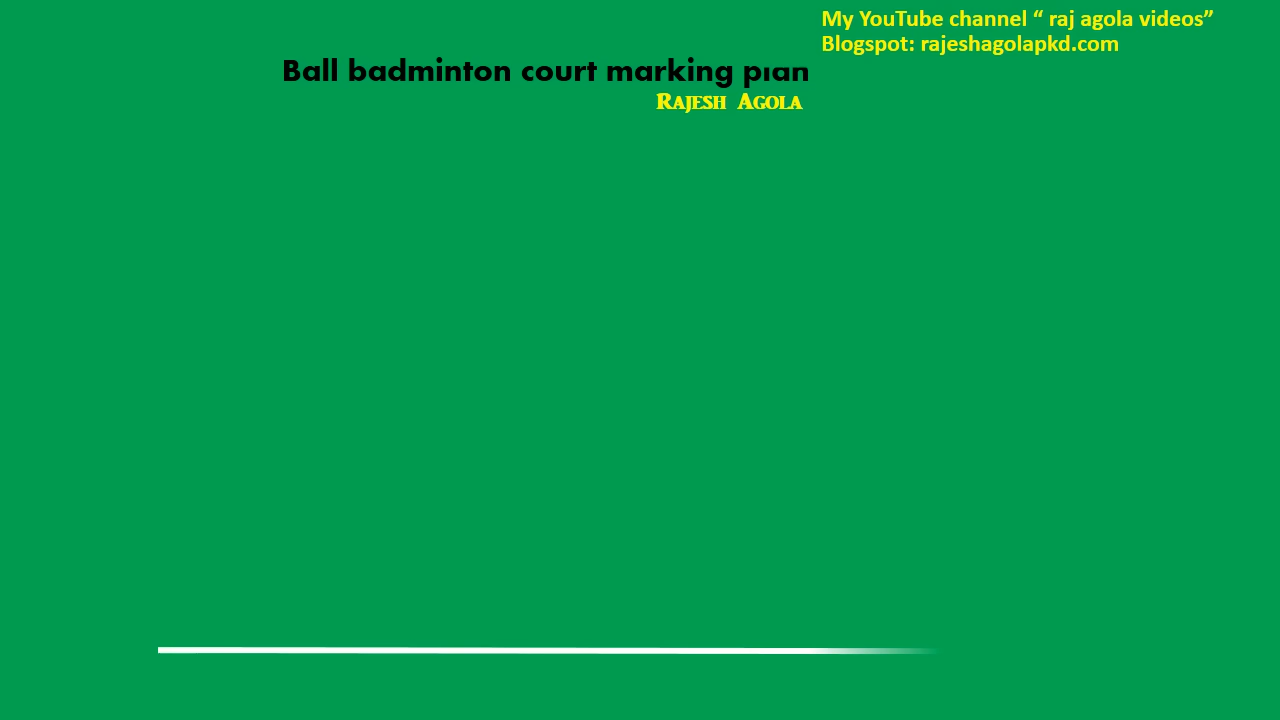 My YouTube channel “ raj agola videos”
Blogspot: rajeshagolapkd.com
Ball badminton court marking plan
Rajesh Agola